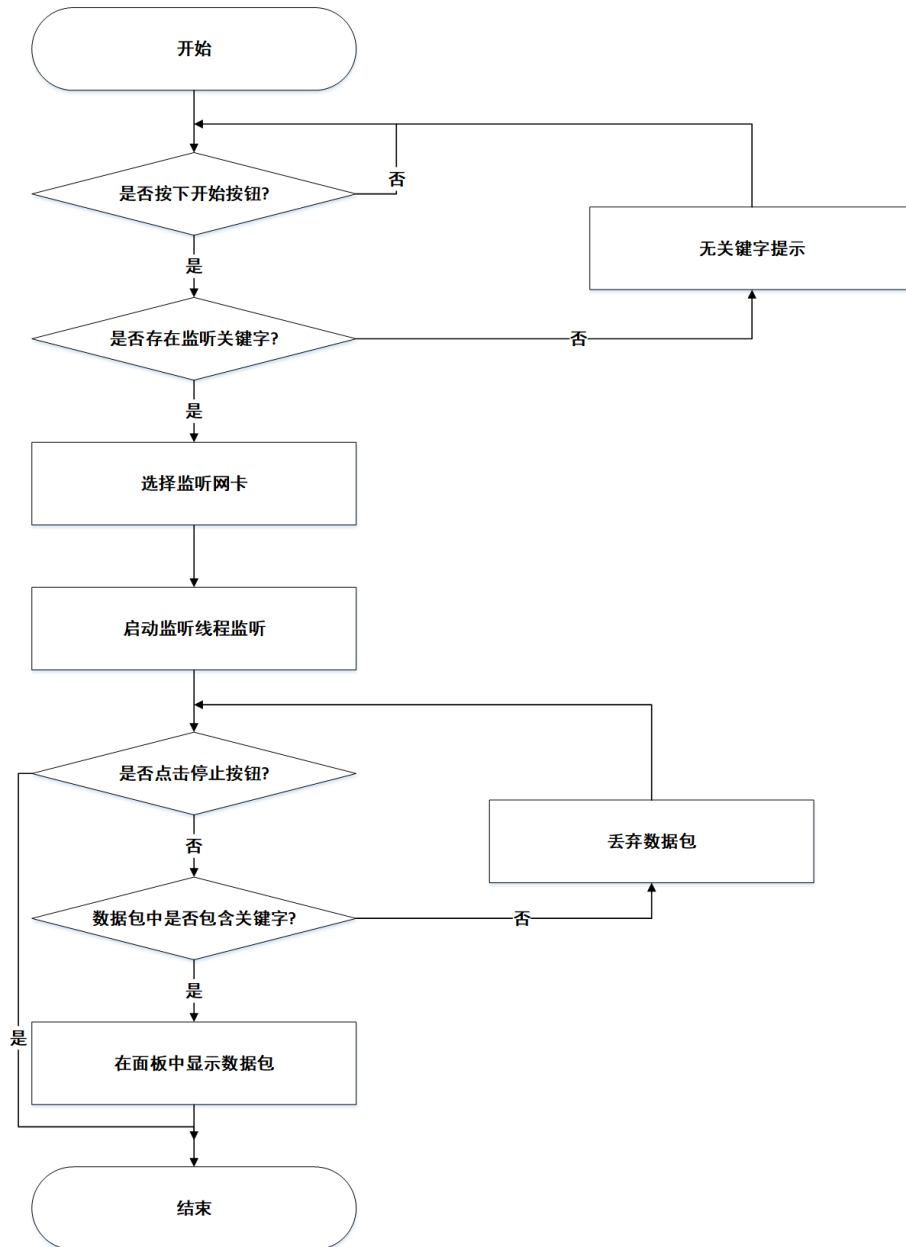 开始
是否按下开始按钮?
否
无关键字提示
是
是否存在监听关键字?
否
是
选择监听网卡
启动监听线程监听
是否点击停止按钮?
丢弃数据包
否
数据包中是否包含关键字?
否
是
是
在面板中显示数据包
结束